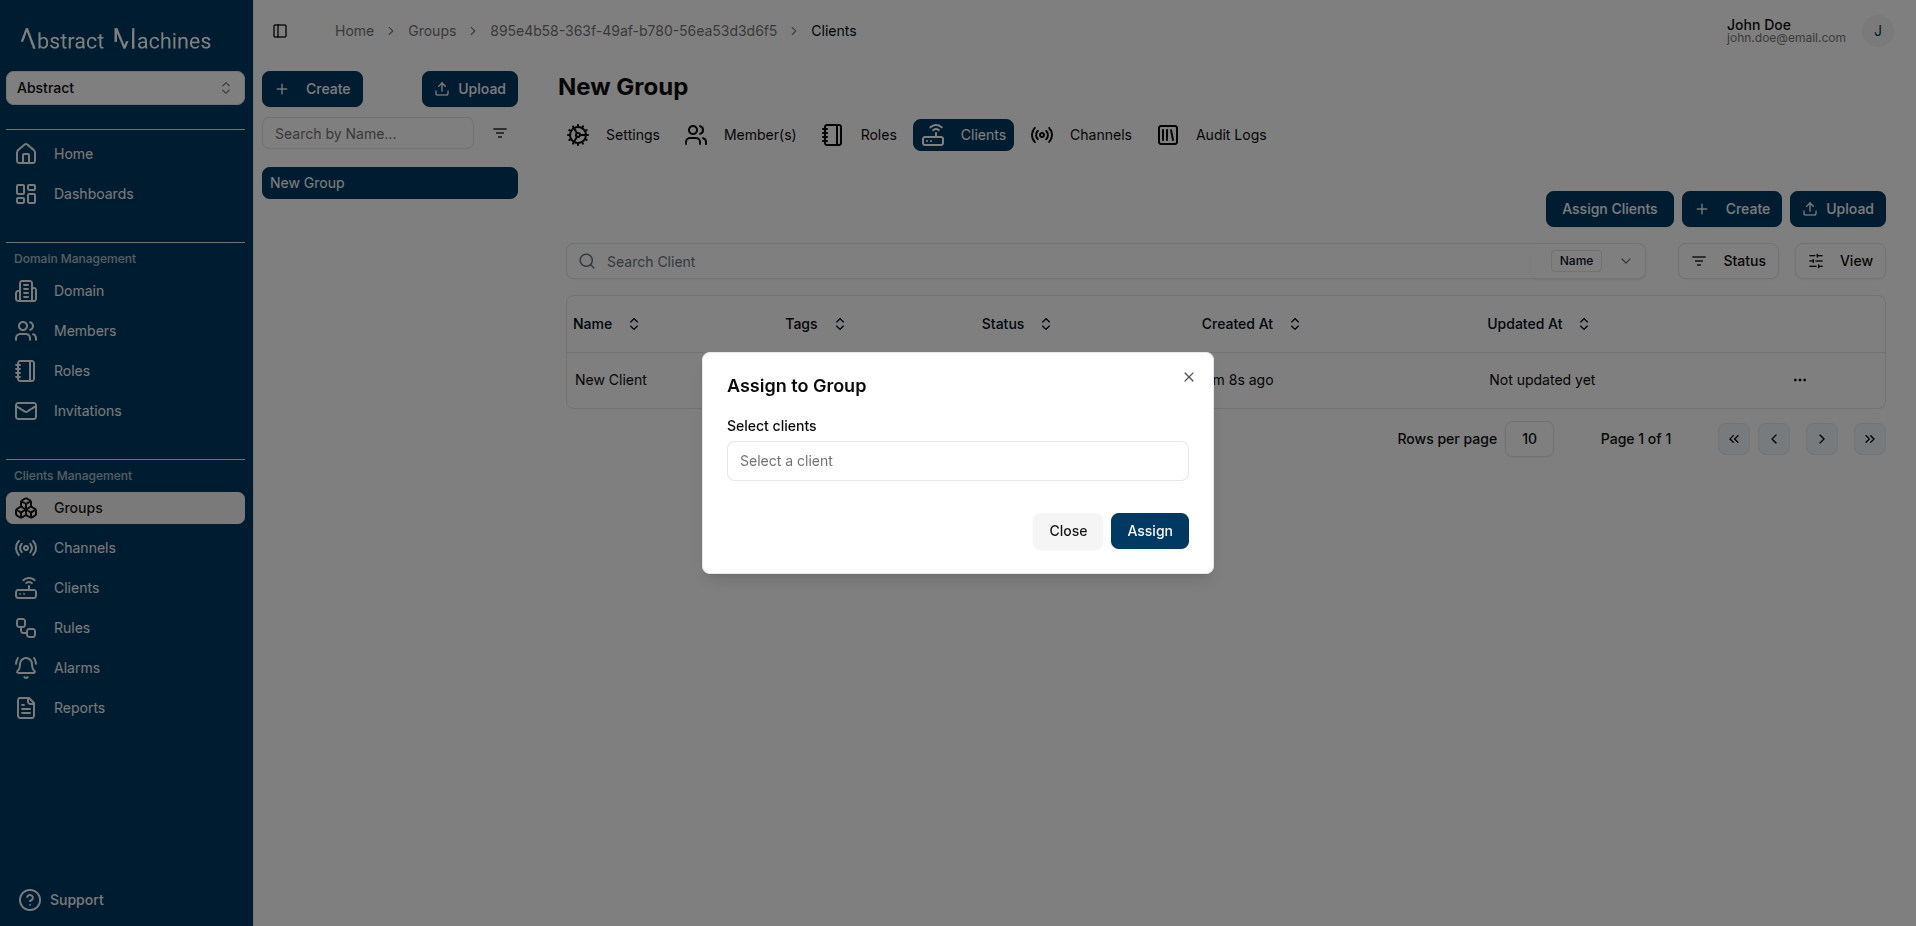 Abstract Machines
Abstract
Home
Dashboards
Domain Management
Domain
Members
Roles
Invitations
Clients Management
Groups
Channels
Clients
Rules
Alarms
Reports
Support
Home > Groups > 895e4b58-363f-49af-b780-56ea53d3d6f5 > Clients
John Doe
john.doe@email.com
J
Create Upload
Search by Name...
New Group
New Group
Settings Member(s) Roles Clients Channels Audit Logs
Assign Clients Create Upload
Search Client Name Status View
Name Tags Status Created At Updated At
New Client m 8s ago Not updated yet
Rows per page 10 Page 1 of 1
Assign to Group
Select clients
Select a client
Close Assign